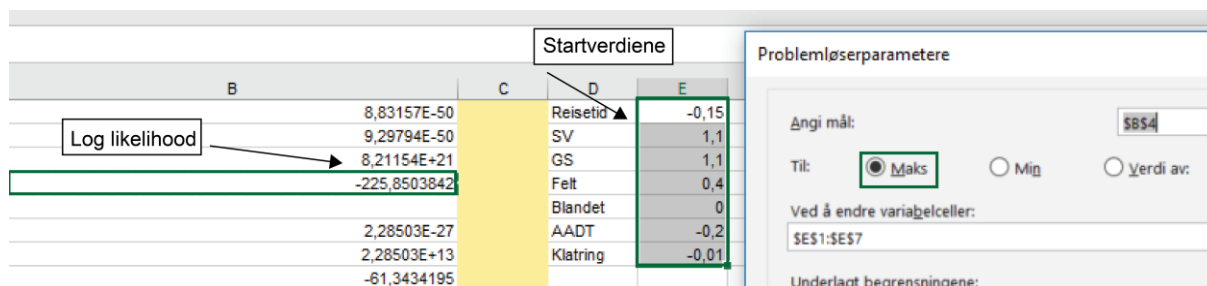 Startverdiene
Problemløserparametere
B C D E
8,83157E-50 Reisetid -0,15
9,29794E-50 SV 1,1
Log likelihood
8,21154E+21 GS 1,1
-225,8503842 Felt 0,4
Blandet 0
2,28503E-27 AADT -0,2
2,28503E+13 Klatring -0,01
-61,3434195
Angi mål: $B$4
Til: Maks Min Verdi av:
Ved å endre variabelceller:
$E$1:$E$7
Underlagt begrensningene: